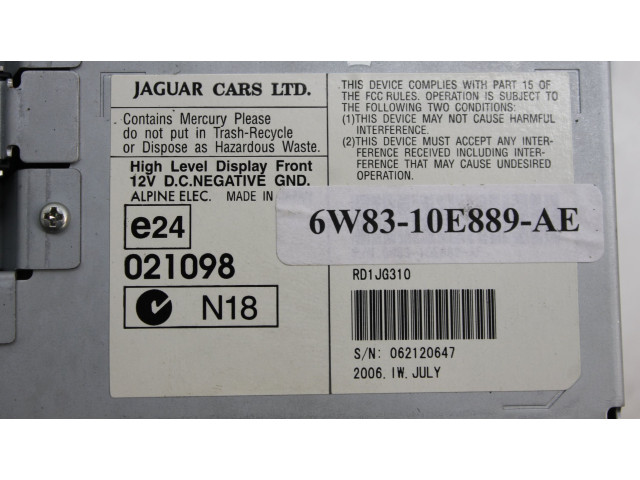 JAGUAR CARS LTD.
Contains Mercury Please
do not put in Trash-Recycle
or Dispose as Hazardous Waste.
High Level Display Front
12V D.C.NEGATIVE GND.
ALPINE ELEC. MADE IN
e24
021098
N18
THIS DEVICE COMPLIES WITH PART 15 OF
THE FCC RULES. OPERATION IS SUBJECT TO
THE FOLLOWING TWO CONDITIONS:
(1)THIS DEVICE MAY NOT CAUSE HARMFUL
INTERFERENCE.
(2)THIS DEVICE MUST ACCEPT ANY INTER-
FERENCE RECEIVED INCLUDING INTER-
FERENCE THAT MAY CAUSE UNDESIRED
OPERATION.
6W83-10E889-AE
RD1JG310
S/N: 062120647
2006. IW. JULY